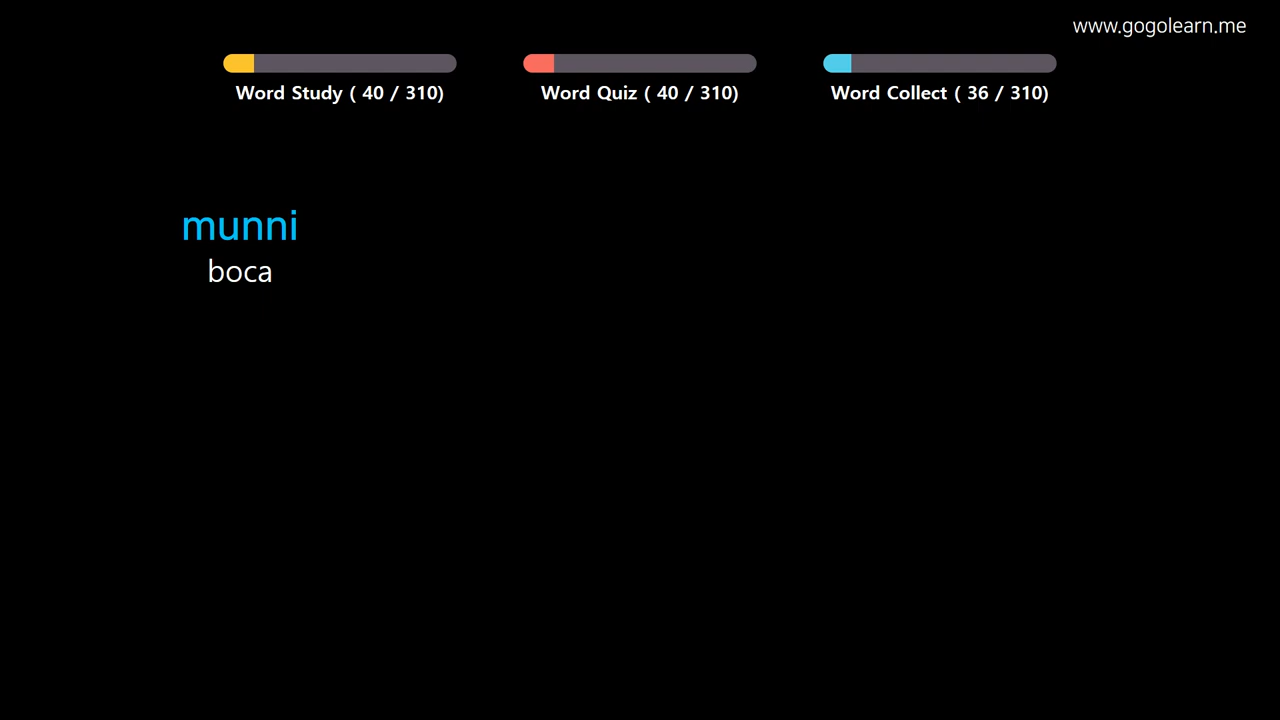 www.gogolearn.me
Word Study ( 40 / 310)
Word Quiz ( 40 / 310)
Word Collect ( 36 / 310)
munni
boca